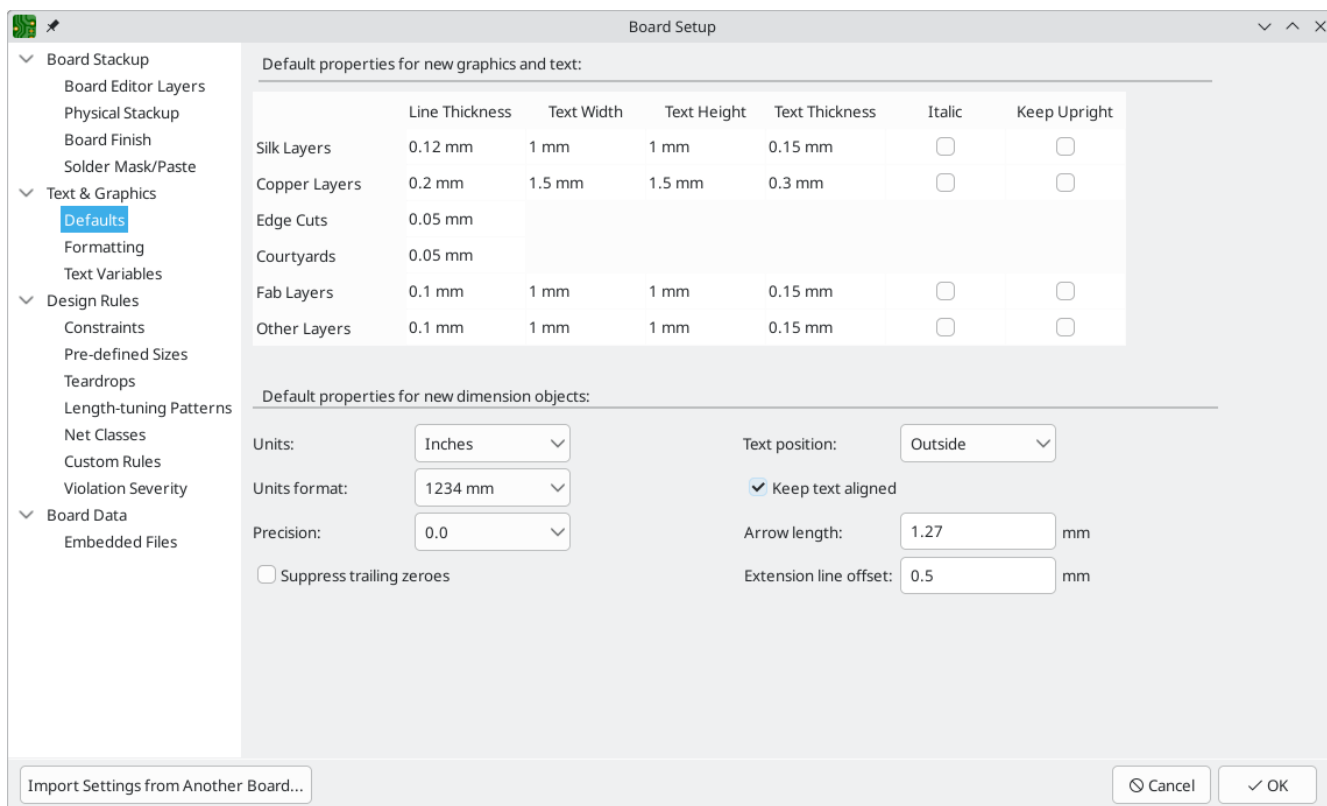 Board Setup
Board Stackup
Board Editor Layers
Physical Stackup
Board Finish
Solder Mask/Paste
Text & Graphics
Defaults
Formatting
Text Variables
Design Rules
Constraints
Pre-defined Sizes
Teardrops
Length-tuning Patterns
Net Classes
Custom Rules
Violation Severity
Board Data
Embedded Files
Default properties for new graphics and text:
Line Thickness Text Width Text Height Text Thickness Italic Keep Upright
Silk Layers 0.12 mm 1 mm 1 mm 0.15 mm
Copper Layers 0.2 mm 1.5 mm 1.5 mm 0.3 mm
Edge Cuts 0.05 mm
Courtyards 0.05 mm
Fab Layers 0.1 mm 1 mm 1 mm 0.15 mm
Other Layers 0.1 mm 1 mm 1 mm 0.15 mm
Default properties for new dimension objects:
Units: Inches Text position: Outside
Units format: 1234 mm Keep text aligned
Precision: 0.0 Arrow length: 1.27 mm
Suppress trailing zeroes Extension line offset: 0.5 mm
Import Settings from Another Board... Cancel OK